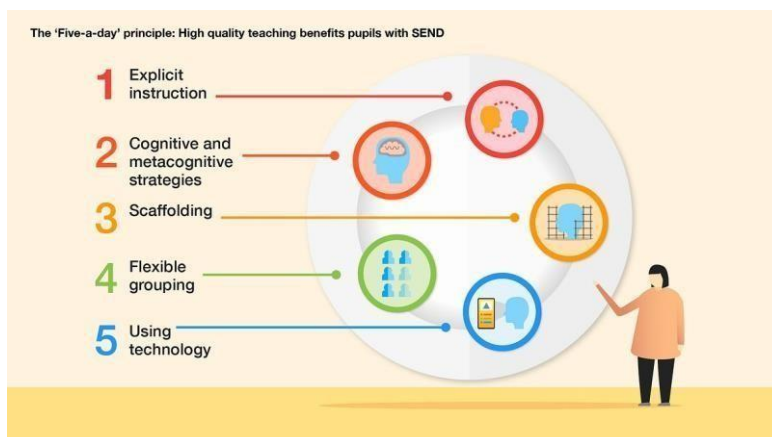 The 'Five-a-day' principle: High quality teaching benefits pupils with SEND
1 Explicit
instruction
2 Cognitive and
metacognitive
strategies
3 Scaffolding
4 Flexible
grouping
5 Using
technology